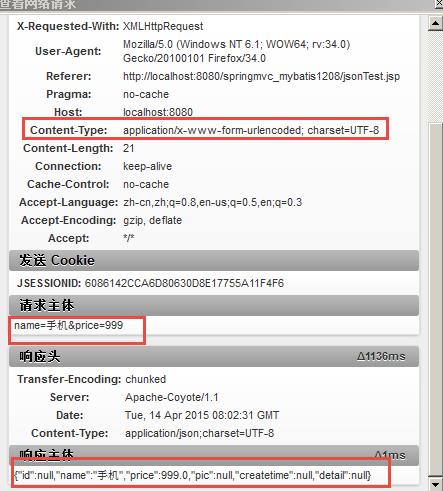 查看网络请求
X-Requested-With: XMLHttpRequest
User-Agent: Mozilla/5.0 (Windows NT 6.1; WOW64; rv:34.0)
Gecko/20100101 Firefox/34.0
Referer: http://localhost:8080/springmvc_mybatis1208/jsonTest.jsp
Pragma: no-cache
Host: localhost:8080
Content-Type: application/x-www-form-urlencoded; charset=UTF-8
Content-Length: 21
Connection: keep-alive
Cache-Control: no-cache
Accept-Language: zh-cn,zh;q=0.8,en-us;q=0.5,en;q=0.3
Accept-Encoding: gzip, deflate
Accept: */*
发送 Cookie
JSESSIONID: 6086142CCA6D80630D8E17755A11F4F6
请求主体
name=手机&price=999
响应头 Δ1136ms
Transfer-Encoding: chunked
Server: Apache-Coyote/1.1
Date: Tue, 14 Apr 2015 08:02:31 GMT
Content-Type: application/json;charset=UTF-8
响应主体 Δ1ms
{"id":null,"name":"手机","price":999.0,"pic":null,"createtime":null,"detail":null}